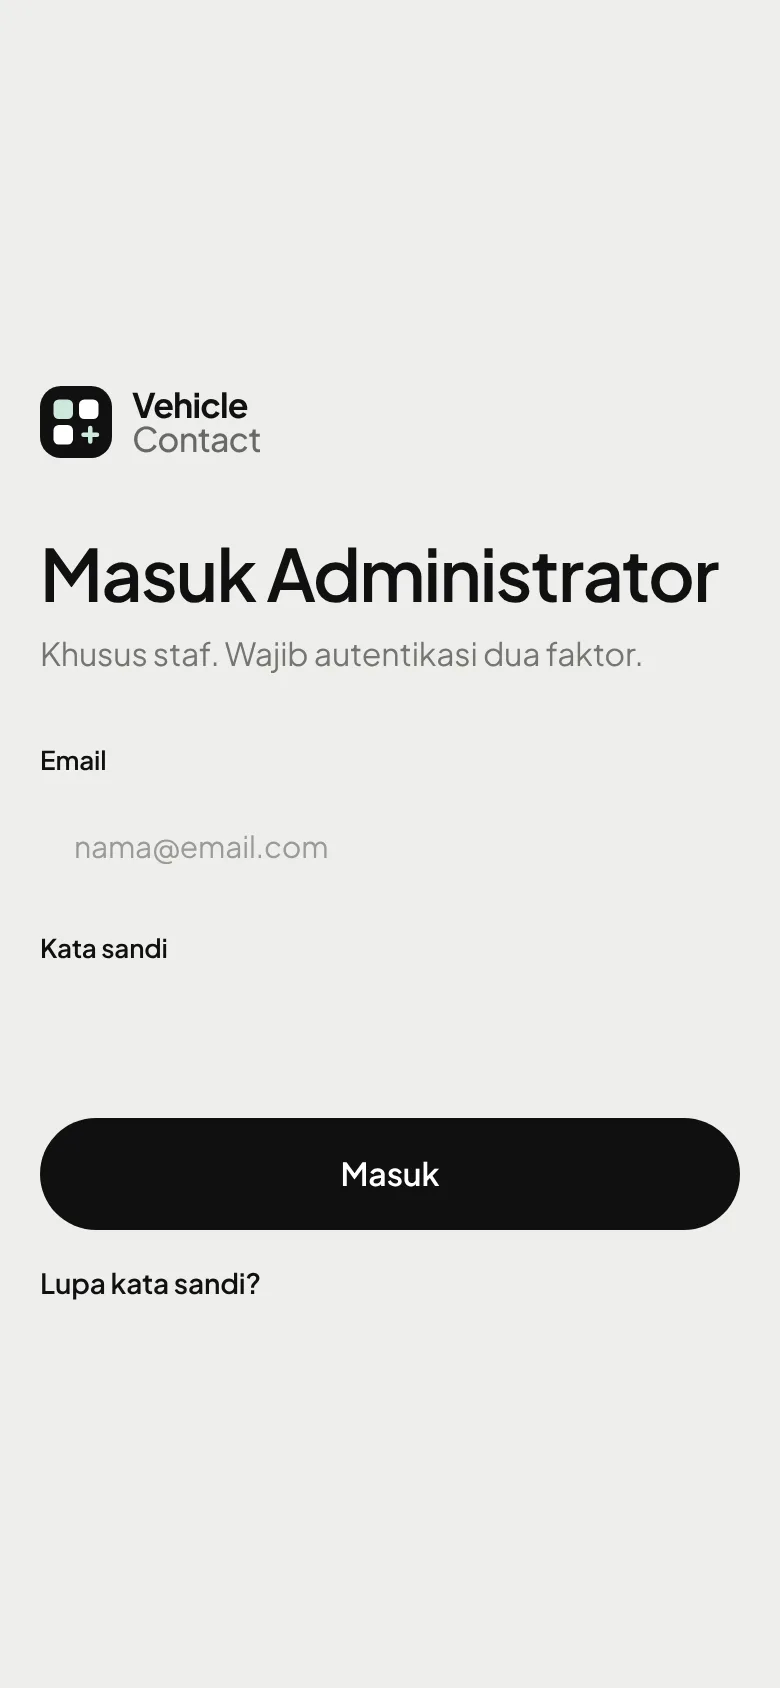 Vehicle
Contact
Masuk Administrator
Khusus staf. Wajib autentikasi dua faktor.
Email
nama@email.com
Kata sandi
Masuk
Lupa kata sandi?